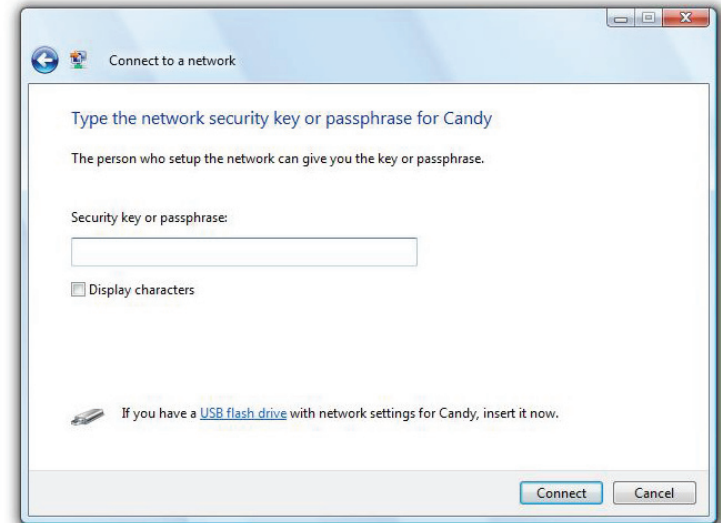 Connect to a network
Type the network security key or passphrase for Candy
The person who setup the network can give you the key or passphrase.
Security key or passphrase:
Display characters
If you have a USB flash drive with network settings for Candy, insert it now.
Connect Cancel